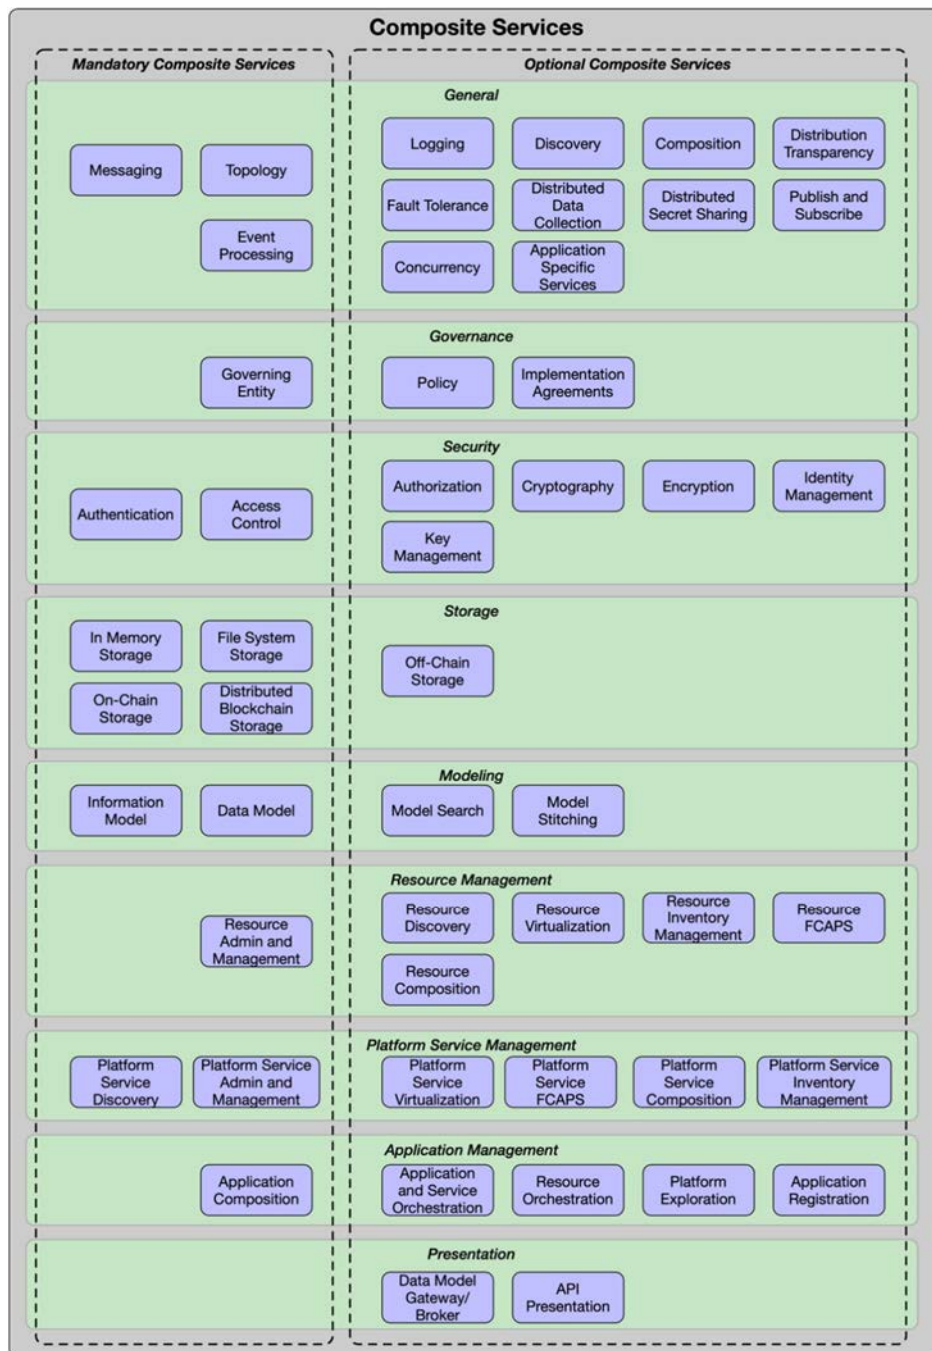 Composite Services
Mandatory Composite Services
Optional Composite Services
General
Messaging
Topology
Event
Processing
Logging
Discovery
Composition
Distribution
Transparency
Fault Tolerance
Distributed
Data
Collection
Distributed
Secret Sharing
Publish and
Subscribe
Concurrency
Application
Specific
Services
Governance
Governing
Entity
Policy
Implementation
Agreements
Security
Authentication
Access
Control
Authorization
Cryptography
Encryption
Identity
Management
Key
Management
Storage
In Memory
Storage
File System
Storage
On-Chain
Storage
Distributed
Blockchain
Storage
Off-Chain
Storage
Modeling
Information
Model
Data Model
Model Search
Model
Stitching
Resource Management
Resource
Admin and
Management
Resource
Discovery
Resource
Virtualization
Resource
Inventory
Management
Resource
FCAPS
Resource
Composition
Platform Service Management
Platform
Service
Discovery
Platform Service
Admin and
Management
Platform
Service
Virtualization
Platform
Service
FCAPS
Platform
Service
Composition
Platform Service
Inventory
Management
Application Management
Application
Composition
Application
and Service
Orchestration
Resource
Orchestration
Platform
Exploration
Application
Registration
Presentation
Data Model
Gateway/
Broker
API
Presentation